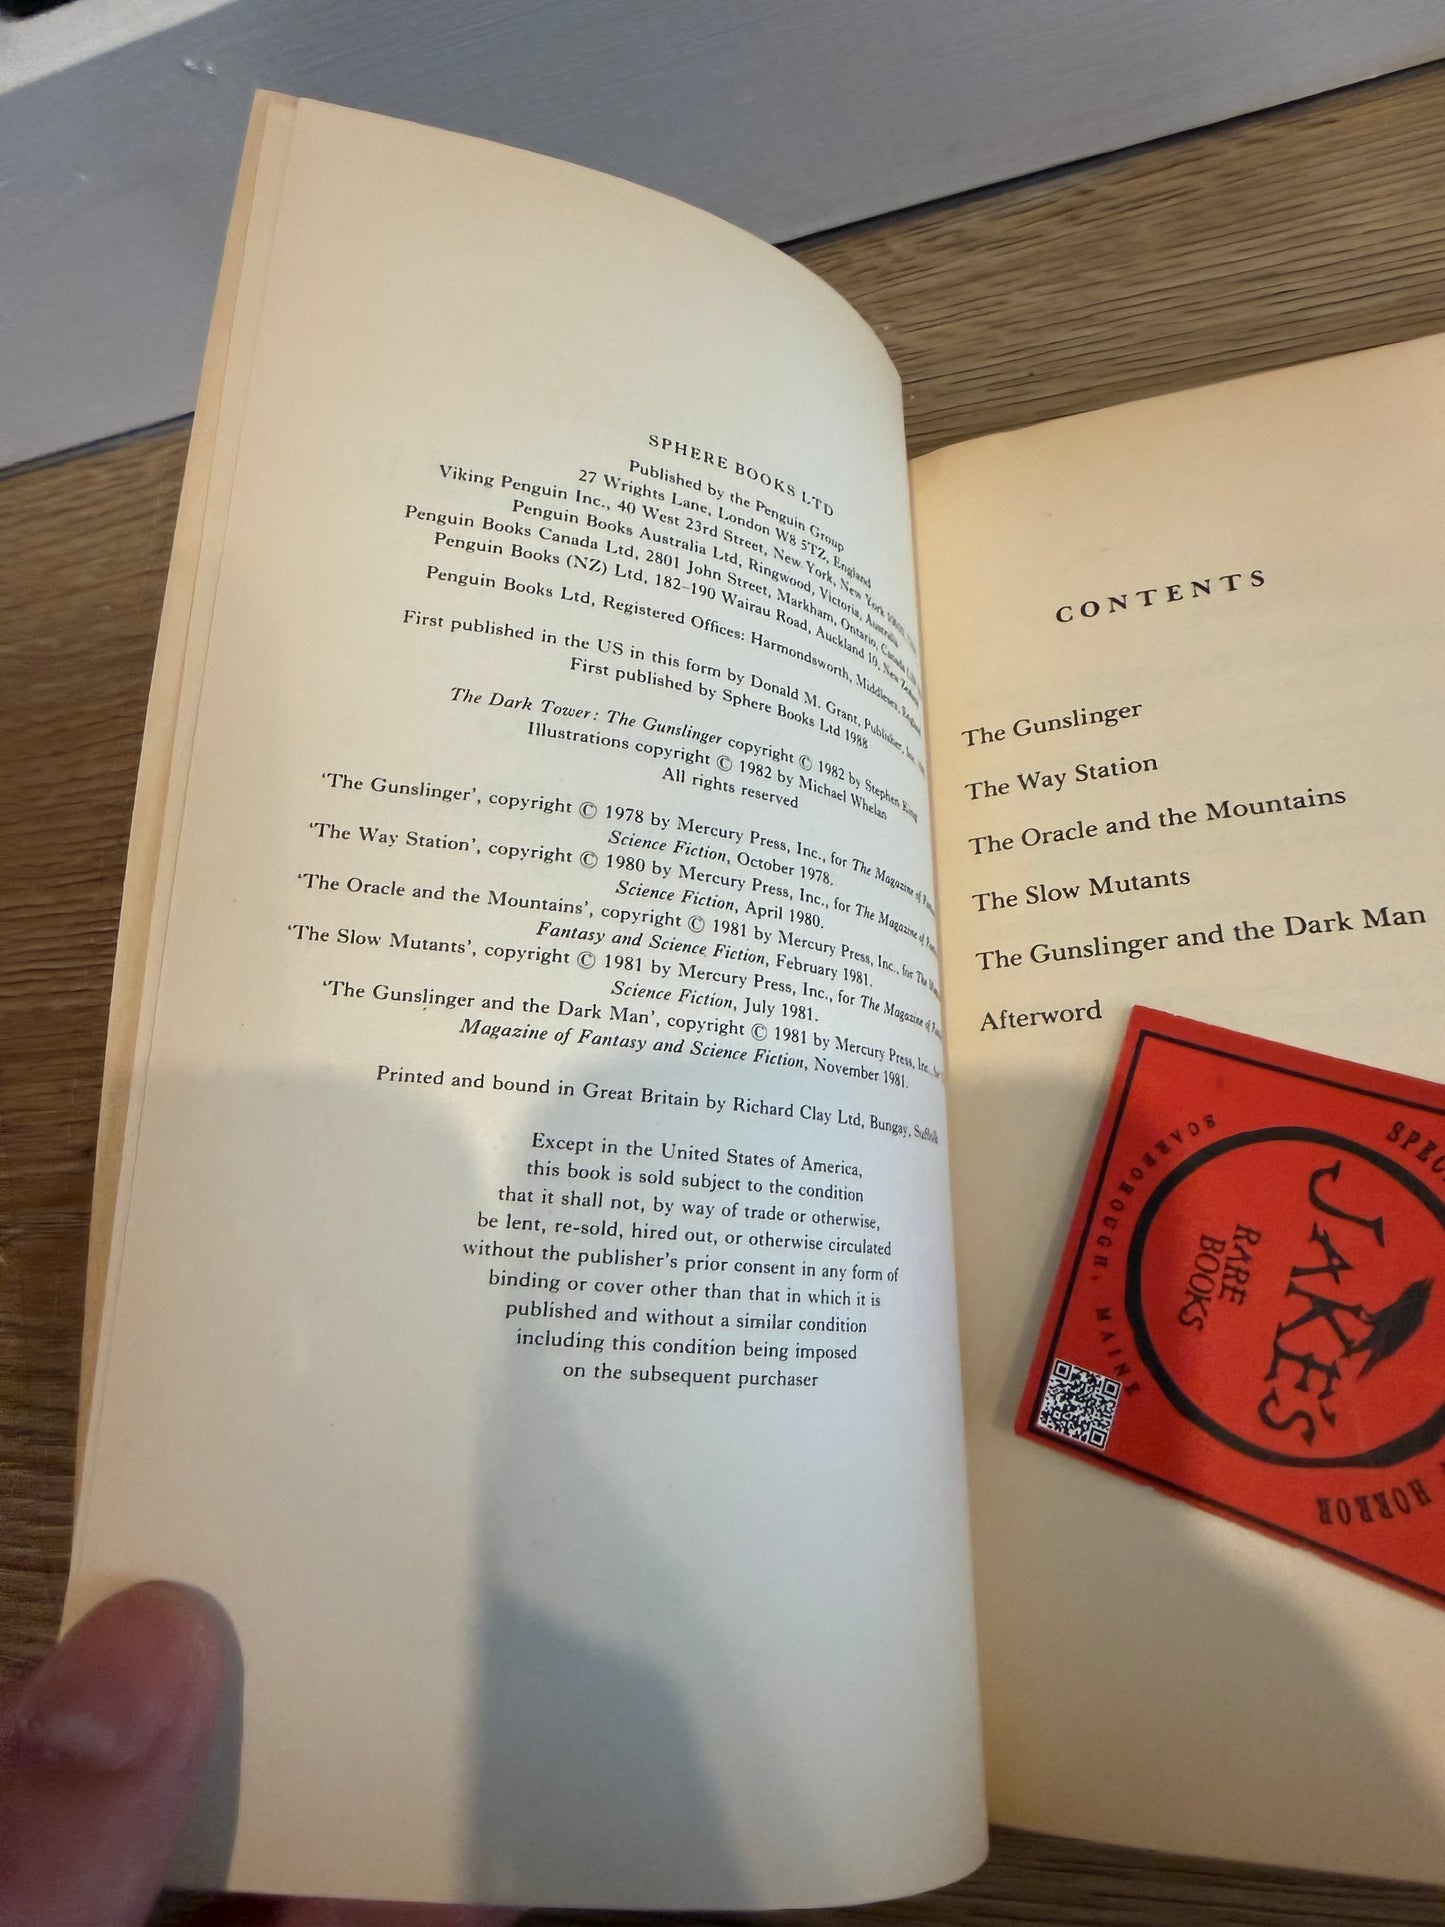 SPHERE BOOKS LTD
Published by the Penguin Group
27 Wrights Lane, London W8 5TZ, England
Viking Penguin Inc., 40 West 23rd Street, New York, New York
Penguin Books Australia Ltd, Ringwood, Victoria, Australia
Penguin Books Canada Ltd, 2801 John Street, Markham, Ontario, Canada
Penguin Books (NZ) Ltd, 182–190 Wairau Road, Auckland 10, New Zealand
Penguin Books Ltd, Registered Offices: Harmondsworth, Middlesex, England
First published in the US in this form by Donald M. Grant, Publisher, Inc.
First published by Sphere Books Ltd 1988
The Dark Tower: The Gunslinger copyright © 1982 by Stephen King
Illustrations copyright © 1982 by Michael Whelan
All rights reserved
‘The Gunslinger’, copyright © 1978 by Mercury Press, Inc., for The Magazine of
Science Fiction, October 1978.
‘The Way Station’, copyright © 1980 by Mercury Press, Inc., for The Magazine of
Science Fiction, April 1980.
‘The Oracle and the Mountains’, copyright © 1981 by Mercury Press, Inc., for The
Fantasy and Science Fiction, February 1981.
‘The Slow Mutants’, copyright © 1981 by Mercury Press, Inc., for The Magazine of
Science Fiction, July 1981.
‘The Gunslinger and the Dark Man’, copyright © 1981 by Mercury Press, Inc., for
Magazine of Fantasy and Science Fiction, November 1981.
Printed and bound in Great Britain by Richard Clay Ltd, Bungay, Suffolk
Except in the United States of America,
this book is sold subject to the condition
that it shall not, by way of trade or otherwise,
be lent, re-sold, hired out, or otherwise circulated
without the publisher’s prior consent in any form of
binding or cover other than that in which it is
published and without a similar condition
including this condition being imposed
on the subsequent purchaser
CONTENTS
The Gunslinger
The Way Station
The Oracle and the Mountains
The Slow Mutants
The Gunslinger and the Dark Man
Afterword
JAKE'S
RARE
BOOKS
SCARBOROUGH, MAINE
HORROR